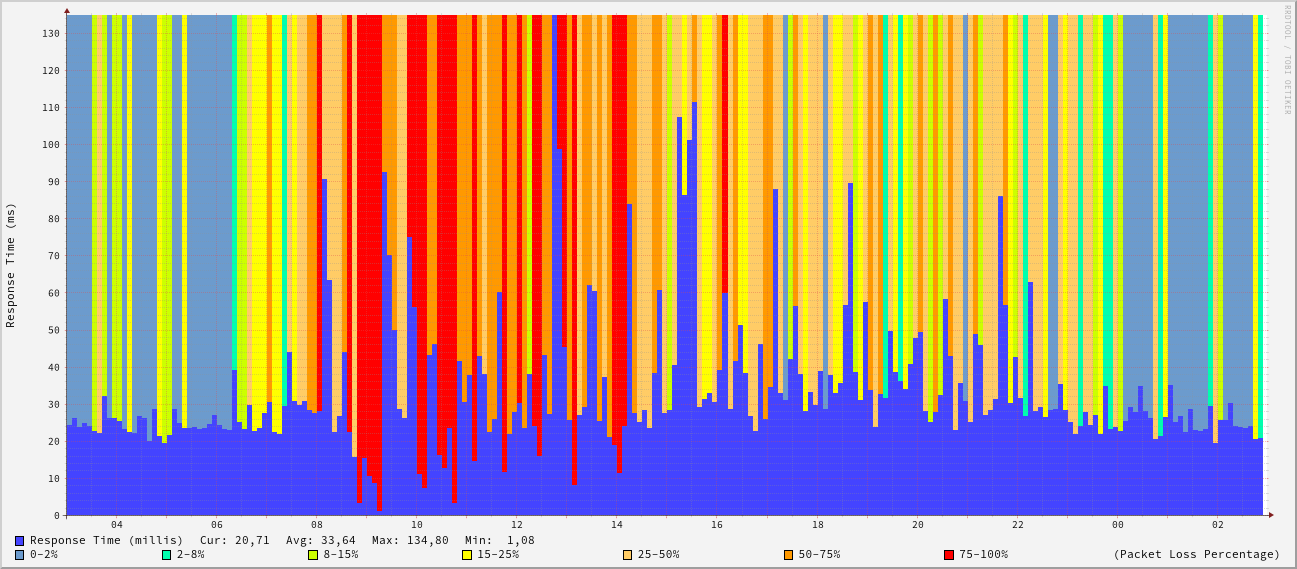 RRDTOOL / TOBI OETIKER
Response Time (ms)
130
120
110
100
90
80
70
60
50
40
30
20
10
0
04 06 08 10 12 14 16 18 20 22 00 02
Response Time (millis) Cur: 20,71 Avg: 33,64 Max: 134,80 Min: 1,08
0-2% 2-8% 8-15% 15-25% 25-50% 50-75% 75-100% (Packet Loss Percentage)